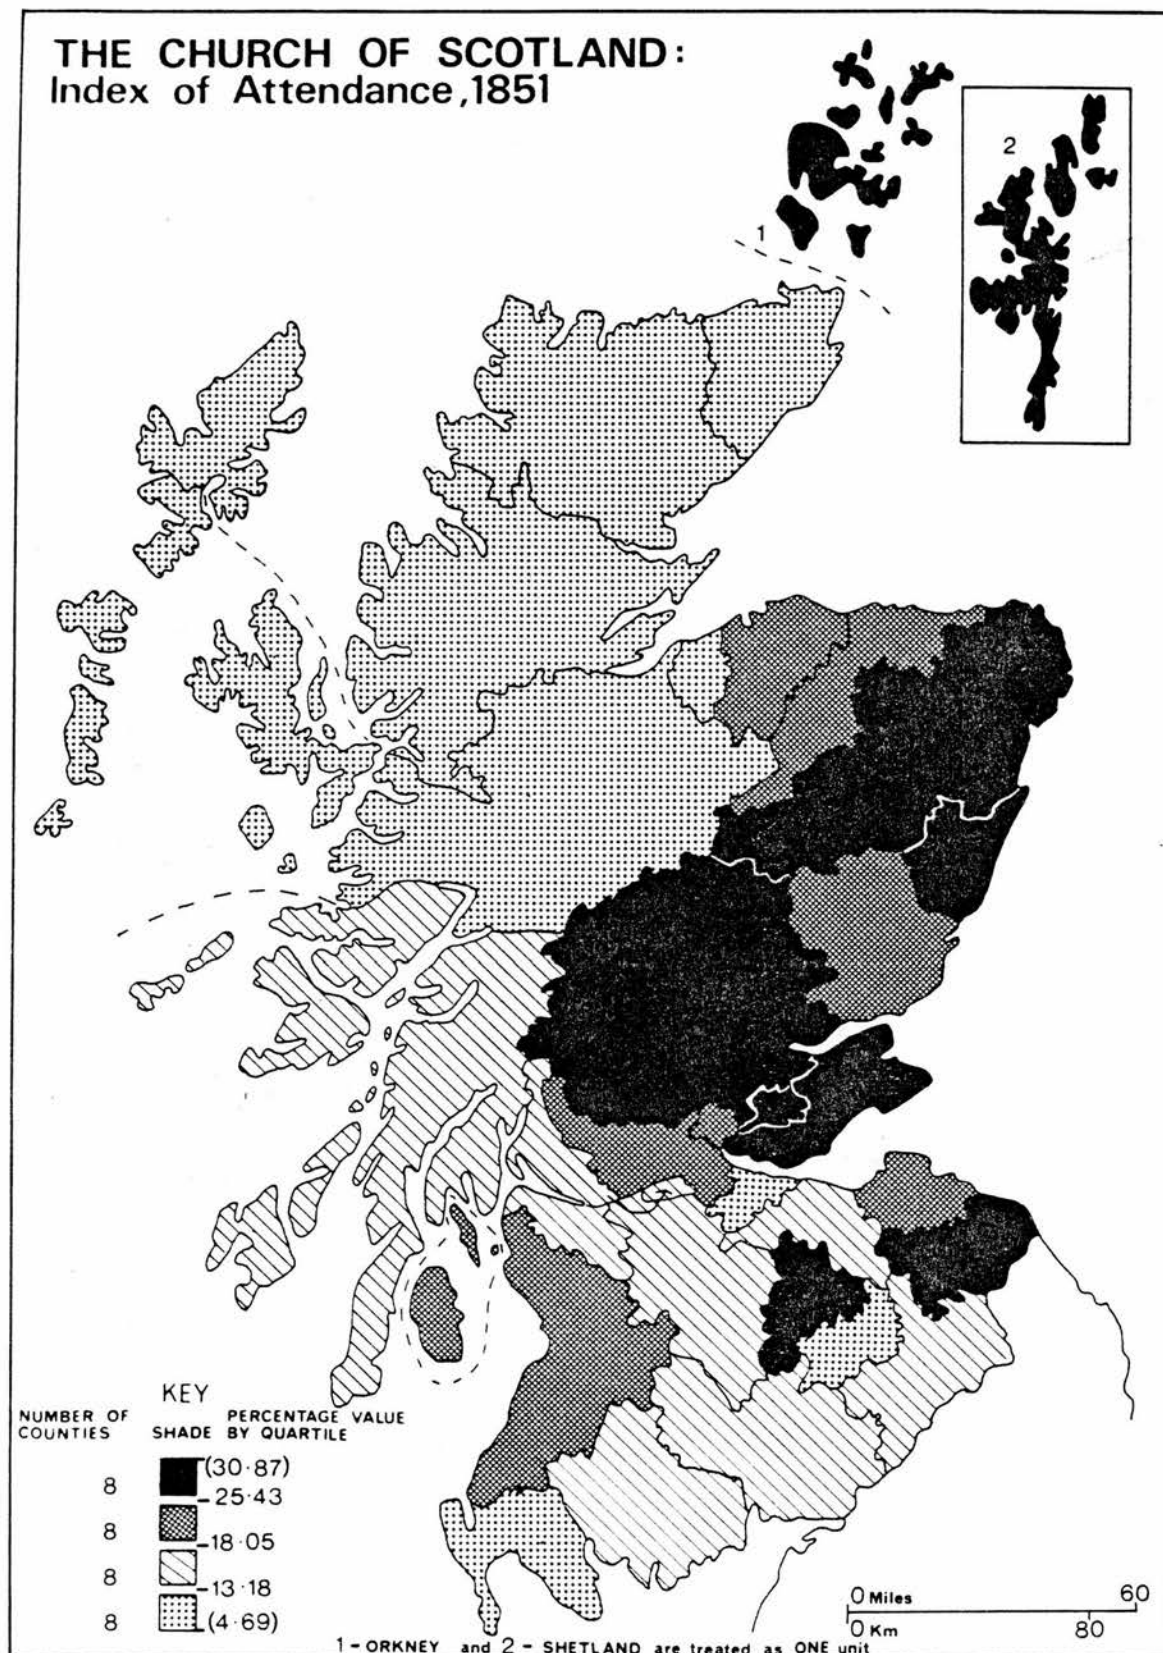 THE CHURCH OF SCOTLAND:
Index of Attendance, 1851
1
2
KEY
NUMBER OF COUNTIES
SHADE
PERCENTAGE VALUE BY QUARTILE
8
(30·87)
25·43
8
18·05
8
13·18
8
(4·69)
0 Miles 60
0 Km 80
1 - ORKNEY and 2 - SHETLAND are treated as ONE unit